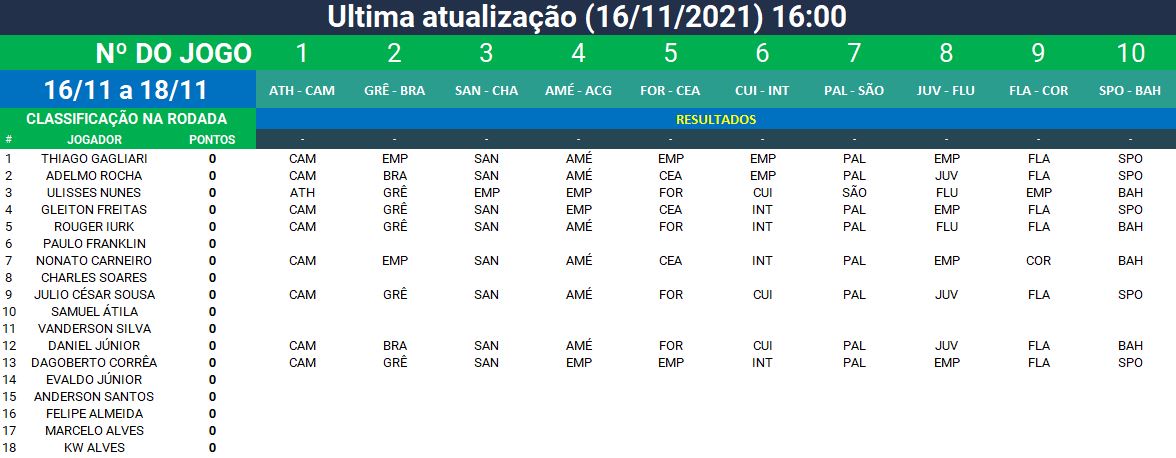 Ultima atualização (16/11/2021) 16:00
Nº DO JOGO 1 2 3 4 5 6 7 8 9 10
16/11 a 18/11 ATH - CAM GRÊ - BRA SAN - CHA AMÉ - ACG FOR - CEA CUI - INT PAL - SÃO JUV - FLU FLA - COR SPO - BAH
CLASSIFICAÇÃO NA RODADA RESULTADOS
# JOGADOR PONTOS - - - - - - - - - -
1 THIAGO GAGLIARI 0 CAM EMP SAN AMÉ EMP EMP PAL EMP FLA SPO
2 ADELMO ROCHA 0 CAM BRA SAN AMÉ CEA EMP PAL JUV FLA SPO
3 ULISSES NUNES 0 ATH GRÊ EMP EMP FOR CUI SÃO FLU EMP BAH
4 GLEITON FREITAS 0 CAM GRÊ SAN EMP CEA INT PAL EMP FLA SPO
5 ROUGER IURK 0 CAM GRÊ SAN AMÉ FOR INT PAL FLU FLA BAH
6 PAULO FRANKLIN 0
7 NONATO CARNEIRO 0 CAM EMP SAN AMÉ CEA INT PAL EMP COR BAH
8 CHARLES SOARES 0
9 JULIO CÉSAR SOUSA 0 CAM GRÊ SAN AMÉ FOR CUI PAL JUV FLA SPO
10 SAMUEL ÁTILA 0
11 VANDERSON SILVA 0
12 DANIEL JÚNIOR 0 CAM BRA SAN AMÉ FOR CUI PAL JUV FLA BAH
13 DAGOBERTO CORRÊA 0 CAM GRÊ SAN EMP EMP INT PAL EMP FLA SPO
14 EVALDO JÚNIOR 0
15 ANDERSON SANTOS 0
16 FELIPE ALMEIDA 0
17 MARCELO ALVES 0
18 KW ALVES 0